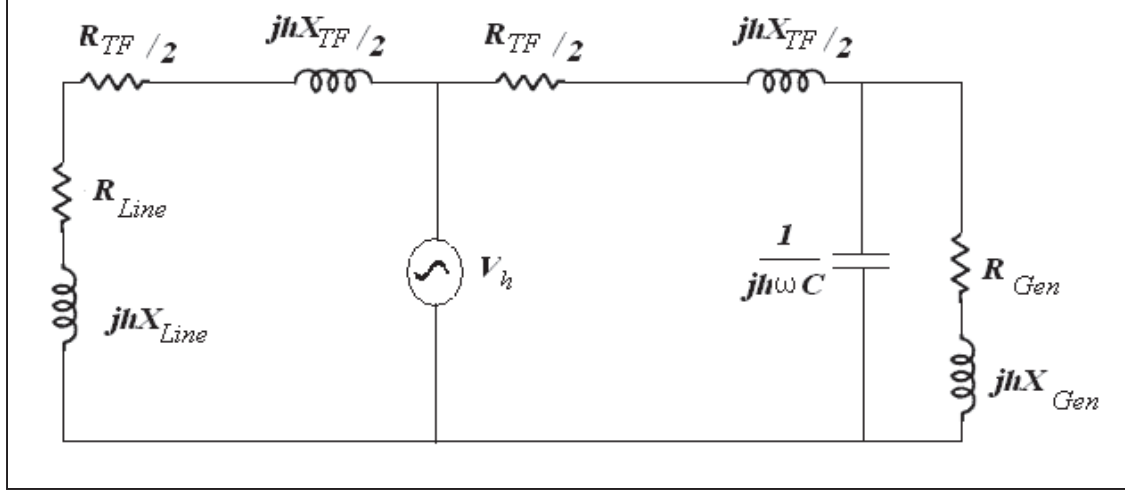 R_TF /2
jhX_TF/2
R_TF /2
jhX_TF/2
R_Line
jhX_Line
V_h
1
jhωC
R_Gen
jhX_Gen